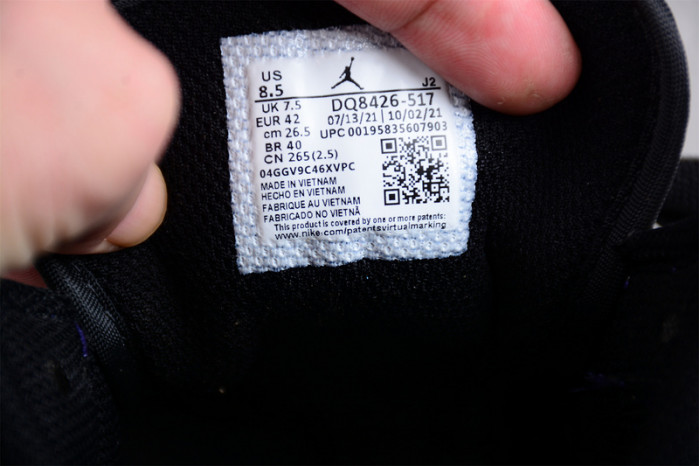 US
8.5
J2
UK 7.5 DQ8426-517
EUR 42 07/13/21 | 10/02/21
cm 26.5 UPC 00195835607903
BR 40
CN 265(2.5)
04GGV9C46XVPC
MADE IN VIETNAM
HECHO EN VIETNAM
FABRIQUE AU VIETNAM
FABRICADO NO VIETNÃ
This product is covered by one or more patents:
www.nike.com/patentsvirtualmarking